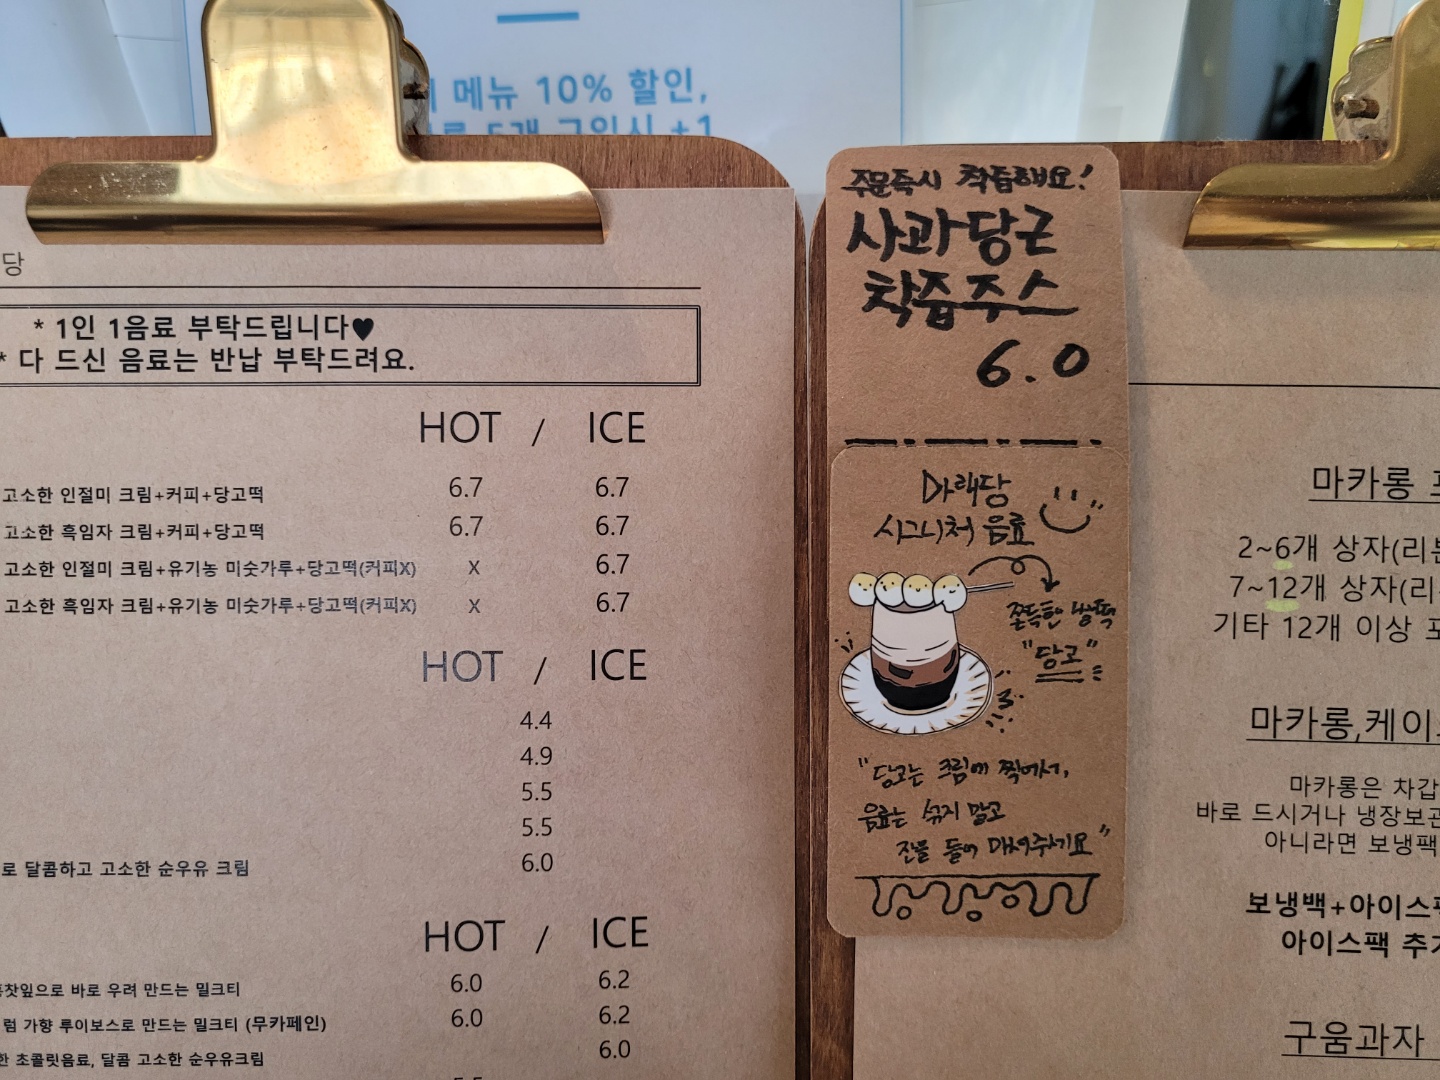 메뉴 10% 할인,
5개 구입시 +1
당
* 1인 1음료 부탁드립니다♥
* 다 드신 음료는 반납 부탁드려요.
HOT / ICE
고소한 인절미 크림+커피+당고떡 6.7 6.7
고소한 흑임자 크림+커피+당고떡 6.7 6.7
고소한 인절미 크림+유기농 미숫가루+당고떡(커피X) x 6.7
고소한 흑임자 크림+유기농 미숫가루+당고떡(커피X) x 6.7
HOT / ICE
4.4
4.9
5.5
5.5
로 달콤하고 고소한 순우유 크림 6.0
HOT / ICE
홍찻잎으로 바로 우려 만드는 밀크티 6.0 6.2
럼 가향 루이보스로 만드는 밀크티 (무카페인) 6.0 6.2
한 초콜릿음료, 달콤 고소한 순우유크림 6.0
주문즉시 착즙해요!
사과당근
착즙주스
6.0
다래당
시그니처 음료
쫀득한 쌀떡
"당고"
"당고는 크림에 찍어서,
음료는 섞지 말고
잔을 들어 마셔주세요"
마카롱
2~6개 상자(리본
7~12개 상자(리
기타 12개 이상
마카롱,케이
마카롱은 차갑
바로 드시거나 냉장보관
아니라면 보냉팩
보냉백+아이스팩
아이스팩 추가
구움과자